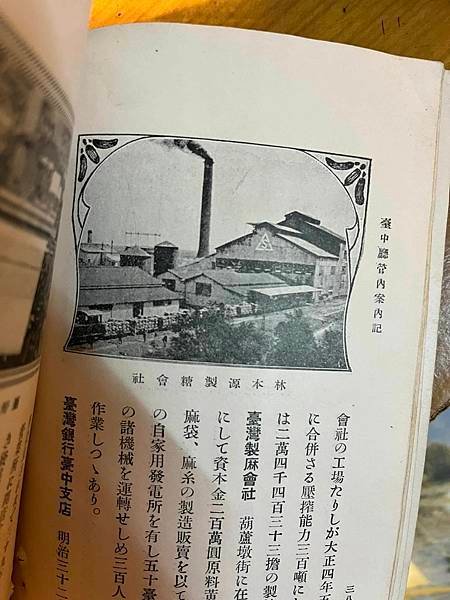 臺中廳管內案內記
林本源製糖會社
三八
會社の工場たりしが大正四年
に合併さる壓搾能力三百噸に
は二萬四千四百三十三擔の製
臺灣製麻會社 葫蘆墩街に在
にして資本金二百萬圓原料黃
麻袋、麻糸の製造販賣を以て
の自家用發電所を有し五十臺
の諸機械を運轉せしめ三百人
作業しつゝあり。
臺灣銀行臺中支店 明治三十二